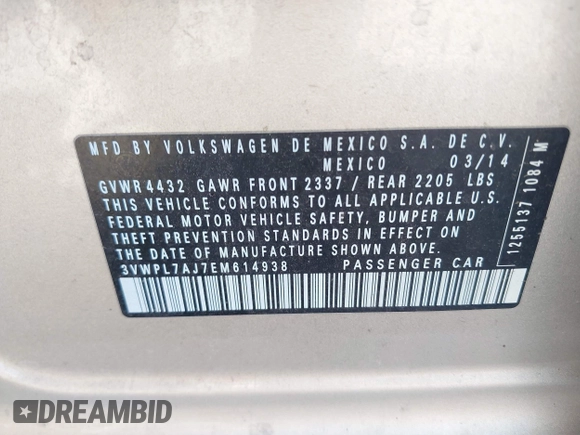 MFD BY VOLKSWAGEN DE MEXICO S.A. DE C.V.
MEXICO 03/14
GVWR 4432 GAWR FRONT 2337 / REAR 2205 LBS
THIS VEHICLE CONFORMS TO ALL APPLICABLE U.S.
FEDERAL MOTOR VEHICLE SAFETY, BUMPER AND
THEFT PREVENTION STANDARDS IN EFFECT ON
THE DATE OF MANUFACTURE SHOWN ABOVE.
3VWPL7AJ7EM614938 PASSENGER CAR
1255137 1084 M
DREAMBID